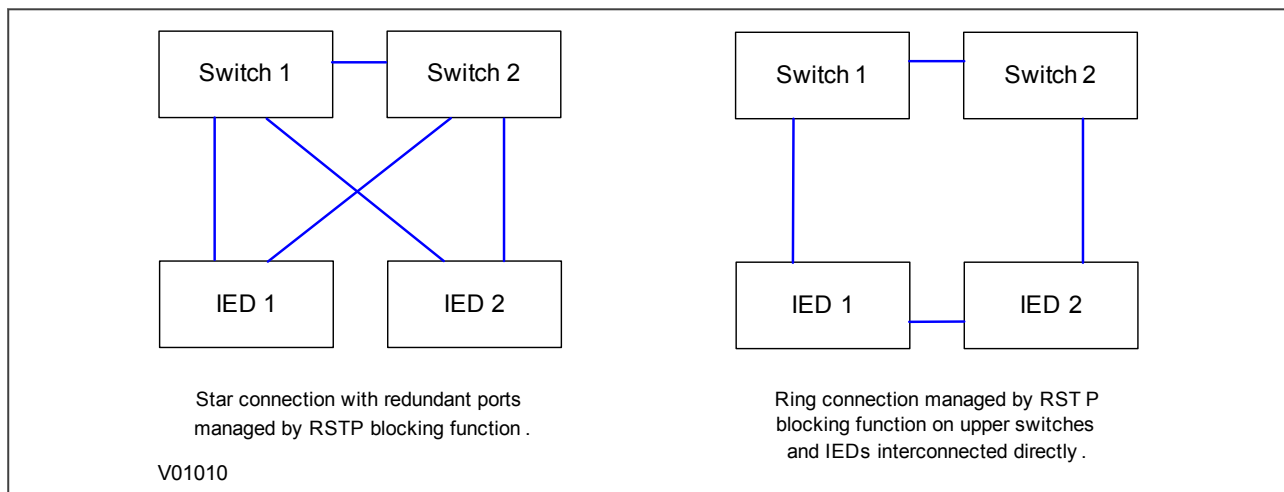 Switch 1
Switch 2
IED 1
IED 2
Star connection with redundant ports
managed by RSTP blocking function .
Switch 1
Switch 2
IED 1
IED 2
Ring connection managed by RST P
blocking function on upper switches
and IEDs interconnected directly .
V01010